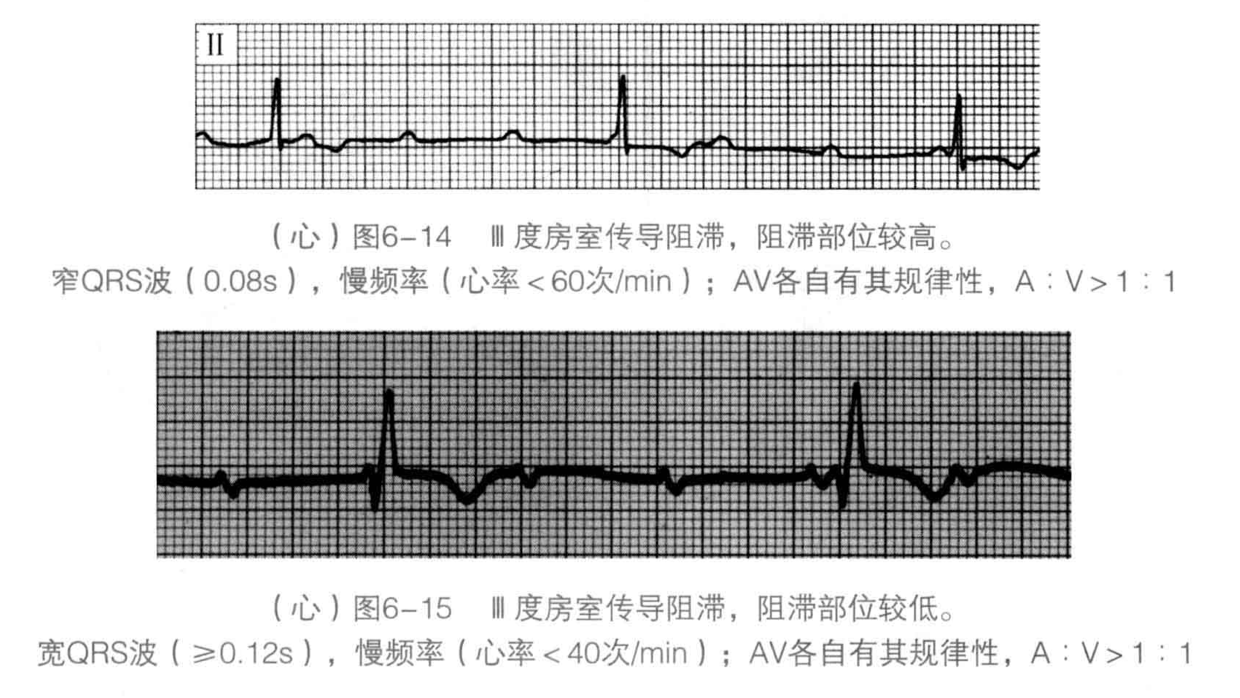 II
（心）图6-14　Ⅲ度房室传导阻滞，阻滞部位较高。
窄QRS波（0.08s），慢频率（心率＜60次/min）；AV各自有其规律性，A∶V＞1∶1
（心）图6-15　Ⅲ度房室传导阻滞，阻滞部位较低。
宽QRS波（≥0.12s），慢频率（心率＜40次/min）；AV各自有其规律性，A∶V＞1∶1